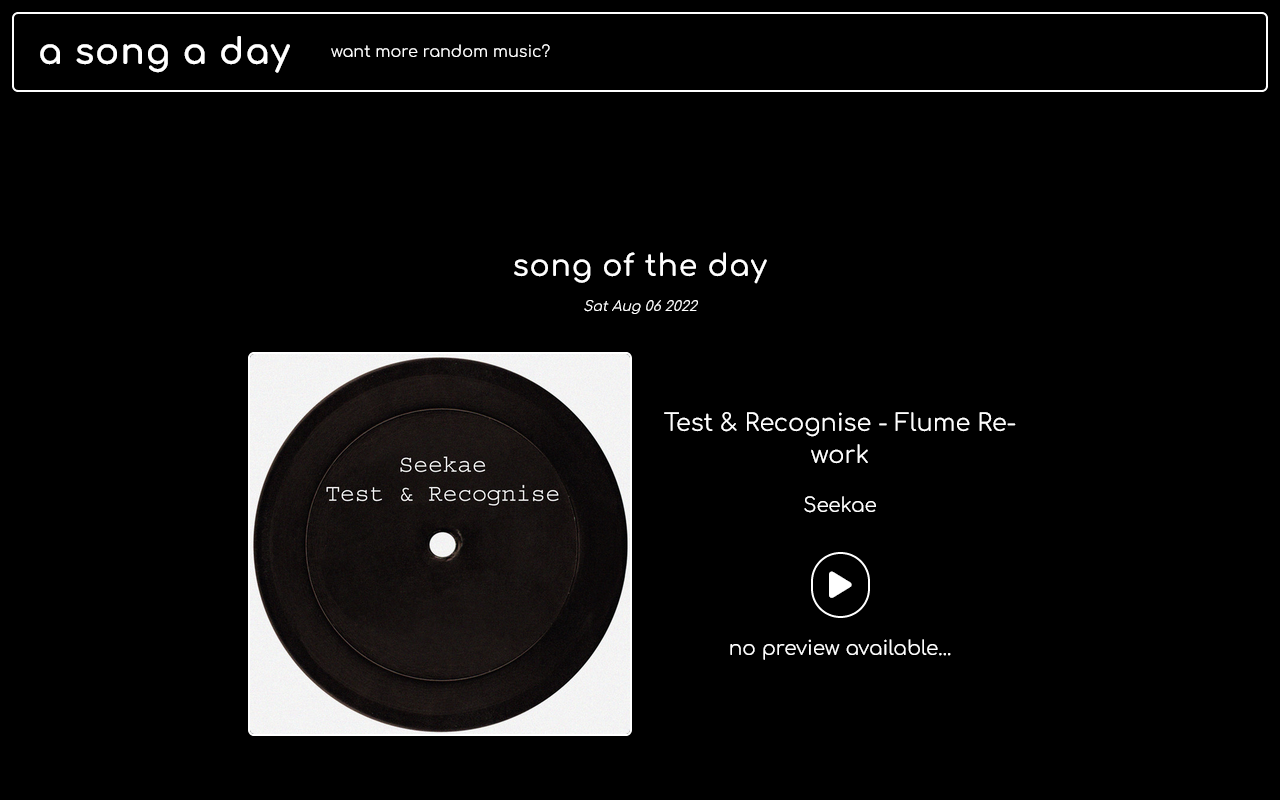 a song a day
want more random music?
song of the day
Sat Aug 06 2022
Seekae
Test & Recognise
Test & Recognise - Flume Re-
work
Seekae
no preview available...